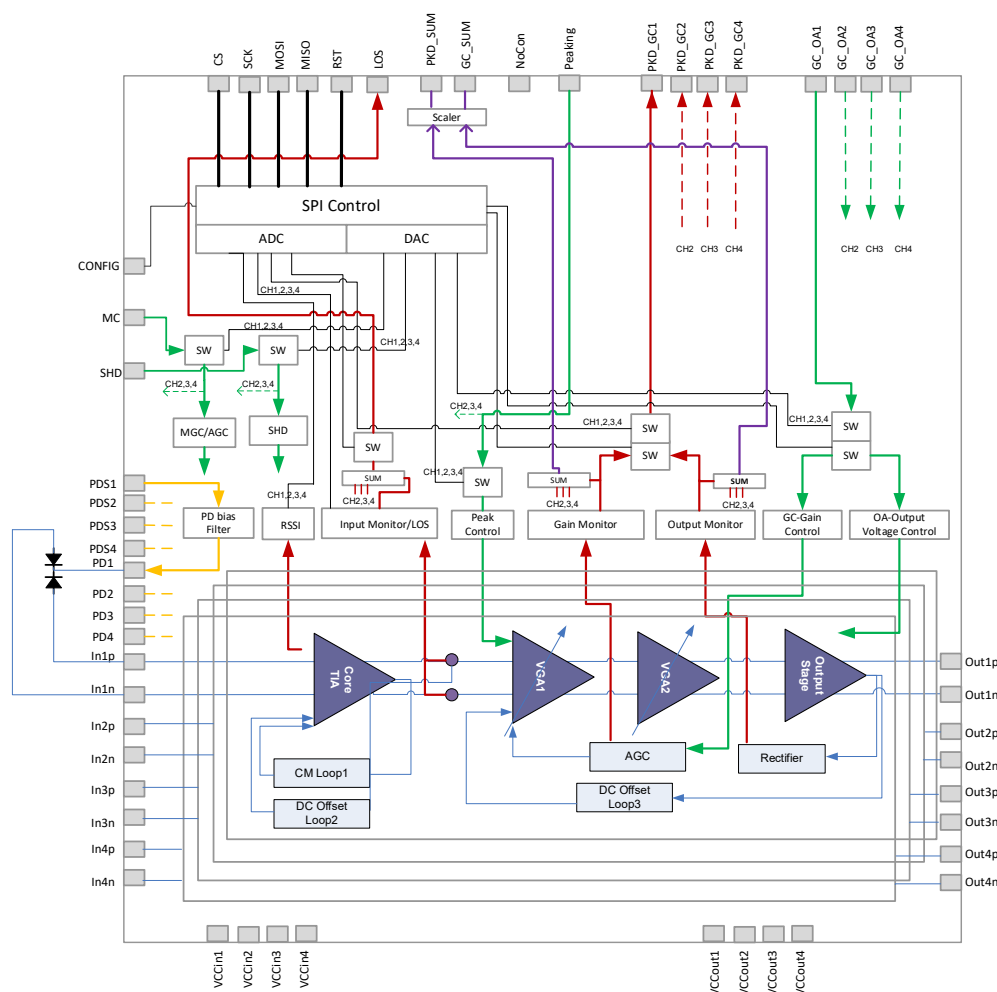 CS
SCK
MOSI
MISO
RST
LOS
PKD_SUM
GC_SUM
NoCon
Peaking
PKD_GC1
PKD_GC2
PKD_GC3
PKD_GC4
GC_OA1
GC_OA2
GC_OA3
GC_OA4
Scaler
SPI Control
ADC
DAC
CH2
CH3
CH4
CH2
CH3
CH4
CONFIG
MC
SHD
CH1,2,3,4
CH1,2,3,4
CH1,2,3,4
SW
SW
CH2,3,4
CH2,3,4
MGC/AGC
SHD
SW
SUM
CH2,3,4
CH1,2,3,4
CH2,3,4
SW
CH1,2,3,4
SW
SW
CH1,2,3,4
SW
SW
SUM
CH2,3,4
SUM
CH2,3,4
PDS1
PDS2
PDS3
PDS4
PD1
PD2
PD3
PD4
PD bias
Filter
RSSI
Input Monitor/LOS
Peak
Control
Gain Monitor
Output Monitor
GC-Gain
Control
OA-Output
Voltage Control
In1p
In1n
In2p
In2n
In3p
In3n
In4p
In4n
Core
TIA
VGA1
VGA2
Output
Stage
CM Loop1
DC Offset
Loop2
AGC
DC Offset
Loop3
Rectifier
Out1p
Out1n
Out2p
Out2n
Out3p
Out3n
Out4p
Out4n
VCCin1
VCCin2
VCCin3
VCCin4
VCCout1
VCCout2
VCCout3
VCCout4